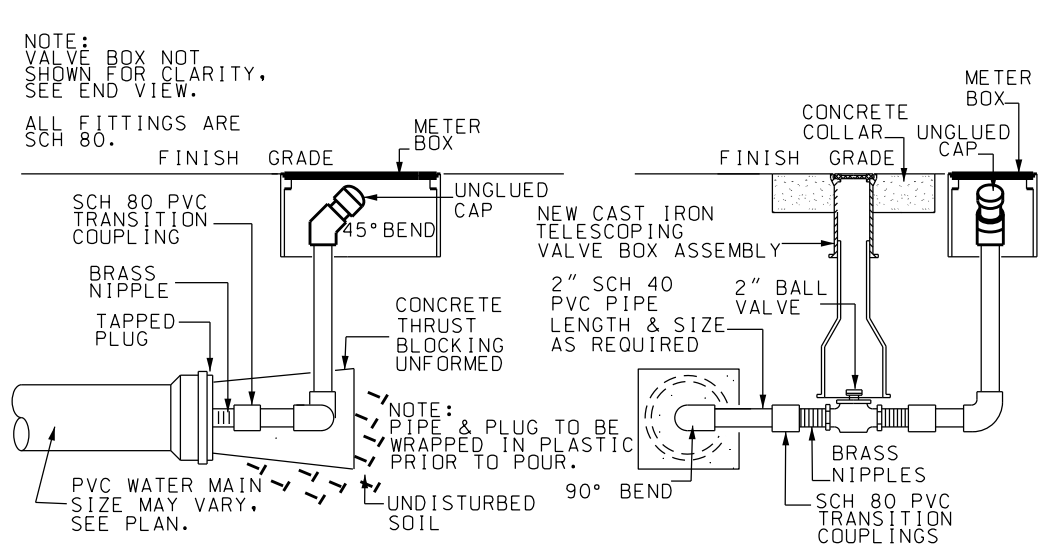 NOTE:
VALVE BOX NOT
SHOWN FOR CLARITY,
SEE END VIEW.
ALL FITTINGS ARE
SCH 80.
FINISH GRADE
METER
BOX
SCH 80 PVC
TRANSITION
COUPLING
UNGLUED
CAP
45° BEND
BRASS
NIPPLE
TAPPED
PLUG
CONCRETE
THRUST
BLOCKING
UNFORMED
NOTE:
PIPE & PLUG TO BE
WRAPPED IN PLASTIC
PRIOR TO POUR.
PVC WATER MAIN
SIZE MAY VARY,
SEE PLAN.
UNDISTURBED
SOIL
METER
BOX
CONCRETE
COLLAR
UNGLUED
CAP
FINISH GRADE
NEW CAST IRON
TELESCOPING
VALVE BOX ASSEMBLY
2" SCH 40
PVC PIPE
LENGTH & SIZE
AS REQUIRED
2" BALL
VALVE
90° BEND
BRASS
NIPPLES
SCH 80 PVC
TRANSITION
COUPLINGS